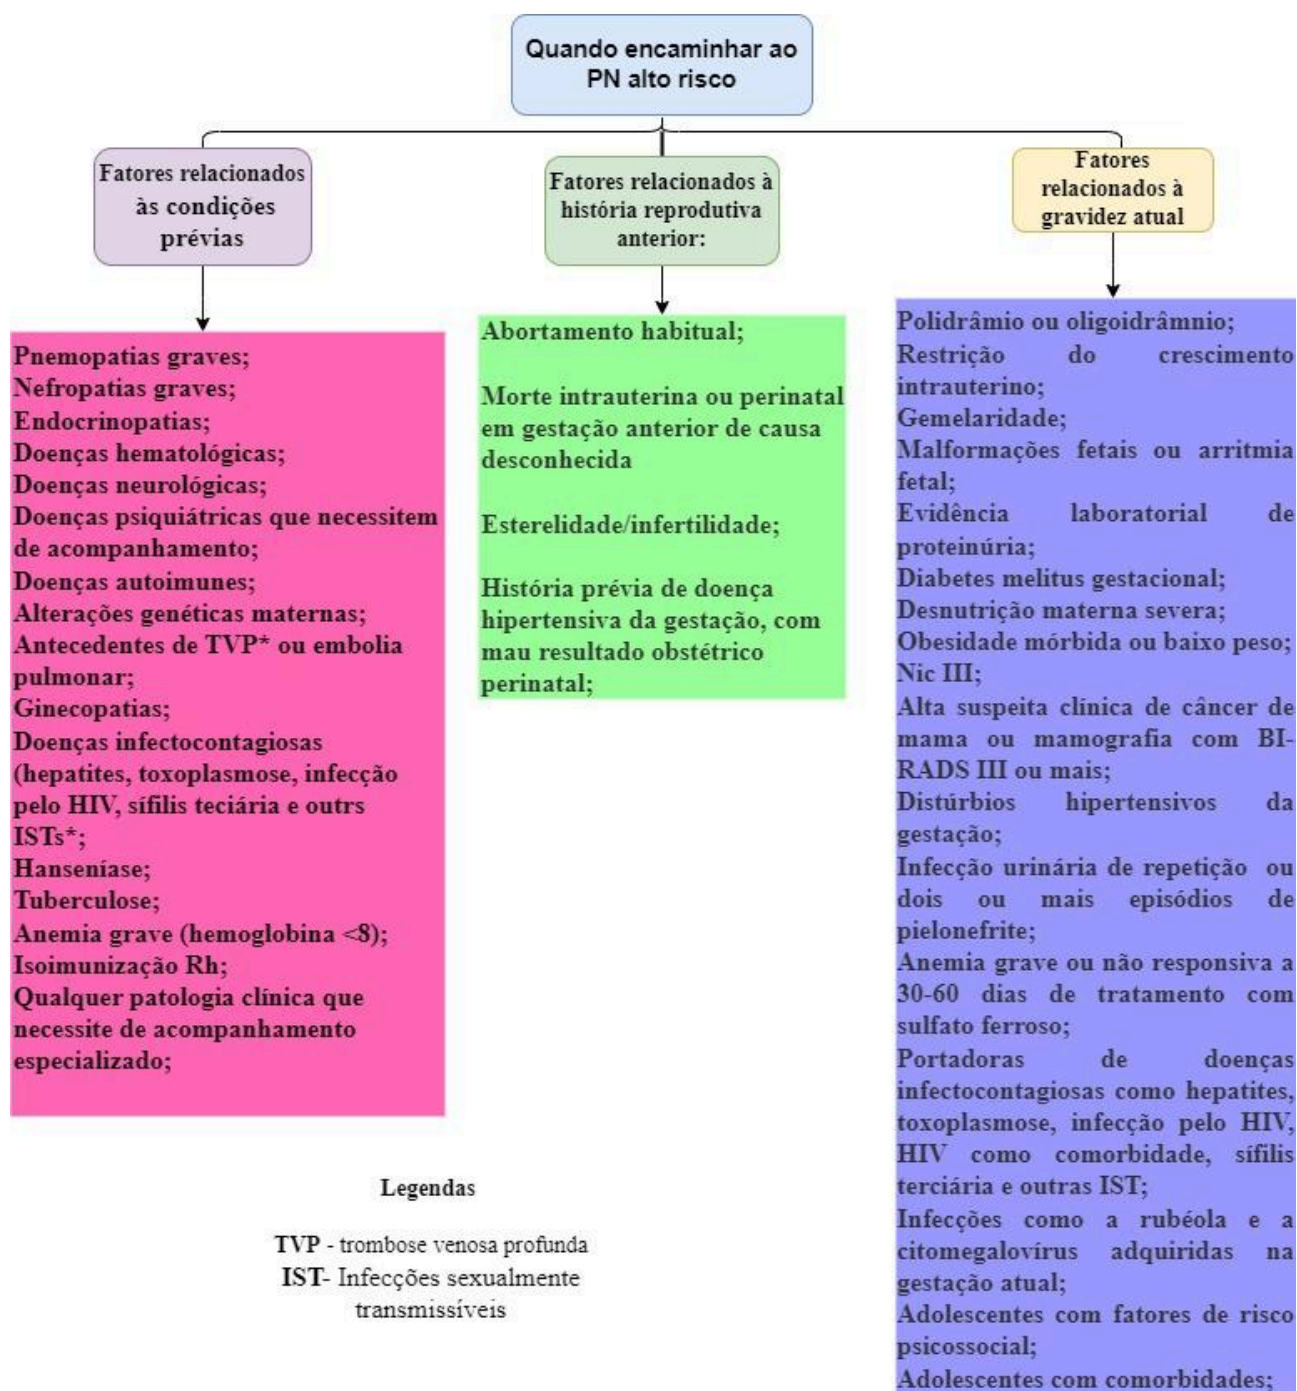 Quando encaminhar ao
PN alto risco
Fatores relacionados
às condições
prévias
Pnemopatias graves;
Nefropatias graves;
Endocrinopatias;
Doenças hematológicas;
Doenças neurológicas;
Doenças psiquiátricas que necessitem
de acompanhamento;
Doenças autoimunes;
Alterações genéticas maternas;
Antecedentes de TVP* ou embolia
pulmonar;
Ginecopatias;
Doenças infectocontagiosas
(hepatites, toxoplasmose, infecção
pelo HIV, sífilis teciária e outrs
ISTs*;
Hanseníase;
Tuberculose;
Anemia grave (hemoglobina <8);
Isoimunização Rh;
Qualquer patologia clínica que
necessite de acompanhamento
especializado;
Fatores relacionados à
história reprodutiva
anterior:
Abortamento habitual;
Morte intrauterina ou perinatal
em gestação anterior de causa
desconhecida
Esterelidade/infertilidade;
História prévia de doença
hipertensiva da gestação, com
mau resultado obstétrico
perinatal;
Fatores
relacionados à
gravidez atual
Polidrâmio ou oligoidrâmnio;
Restrição do crescimento
intrauterino;
Gemelaridade;
Malformações fetais ou arritmia
fetal;
Evidência laboratorial de
proteinúria;
Diabetes melitus gestacional;
Desnutrição materna severa;
Obesidade mórbida ou baixo peso;
Nic III;
Alta suspeita clínica de câncer de
mama ou mamografia com BI-
RADS III ou mais;
Distúrbios hipertensivos da
gestação;
Infecção urinária de repetição ou
dois ou mais episódios de
pielonefrite;
Anemia grave ou não responsiva a
30-60 dias de tratamento com
sulfato ferroso;
Portadoras de doenças
infectocontagiosas como hepatites,
toxoplasmose, infecção pelo HIV,
HIV como comorbidade, sífilis
terciária e outras IST;
Infecções como a rubéola e a
citomegalovírus adquiridas na
gestação atual;
Adolescentes com fatores de risco
psicossocial;
Adolescentes com comorbidades;
Legendas
TVP - trombose venosa profunda
IST- Infecções sexualmente
transmissíveis